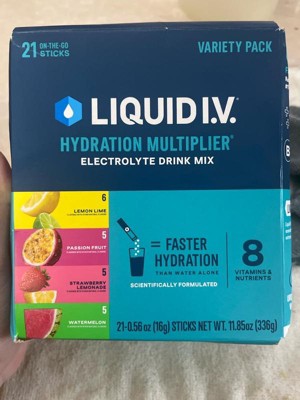 21 ON-THE-GO STICKS
VARIETY PACK
LIQUID I.V.
HYDRATION MULTIPLIER®
ELECTROLYTE DRINK MIX
6
LEMON LIME
5
PASSION FRUIT
5
STRAWBERRY
LEMONADE
5
WATERMELON
= FASTER
HYDRATION
THAN WATER ALONE
SCIENTIFICALLY FORMULATED
8
VITAMINS &
NUTRIENTS
21-0.56 oz (16g) STICKS NET WT. 11.85oz (336g)
8